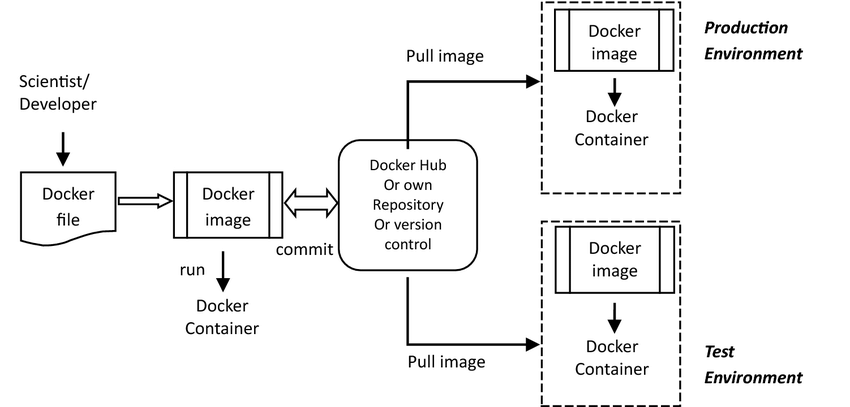 Scientist/
Developer
Docker
file
Docker
image
run
Docker
Container
commit
Docker Hub
Or own
Repository
Or version
control
Pull image
Docker
image
Docker
Container
Production
Environment
Pull image
Docker
image
Docker
Container
Test
Environment